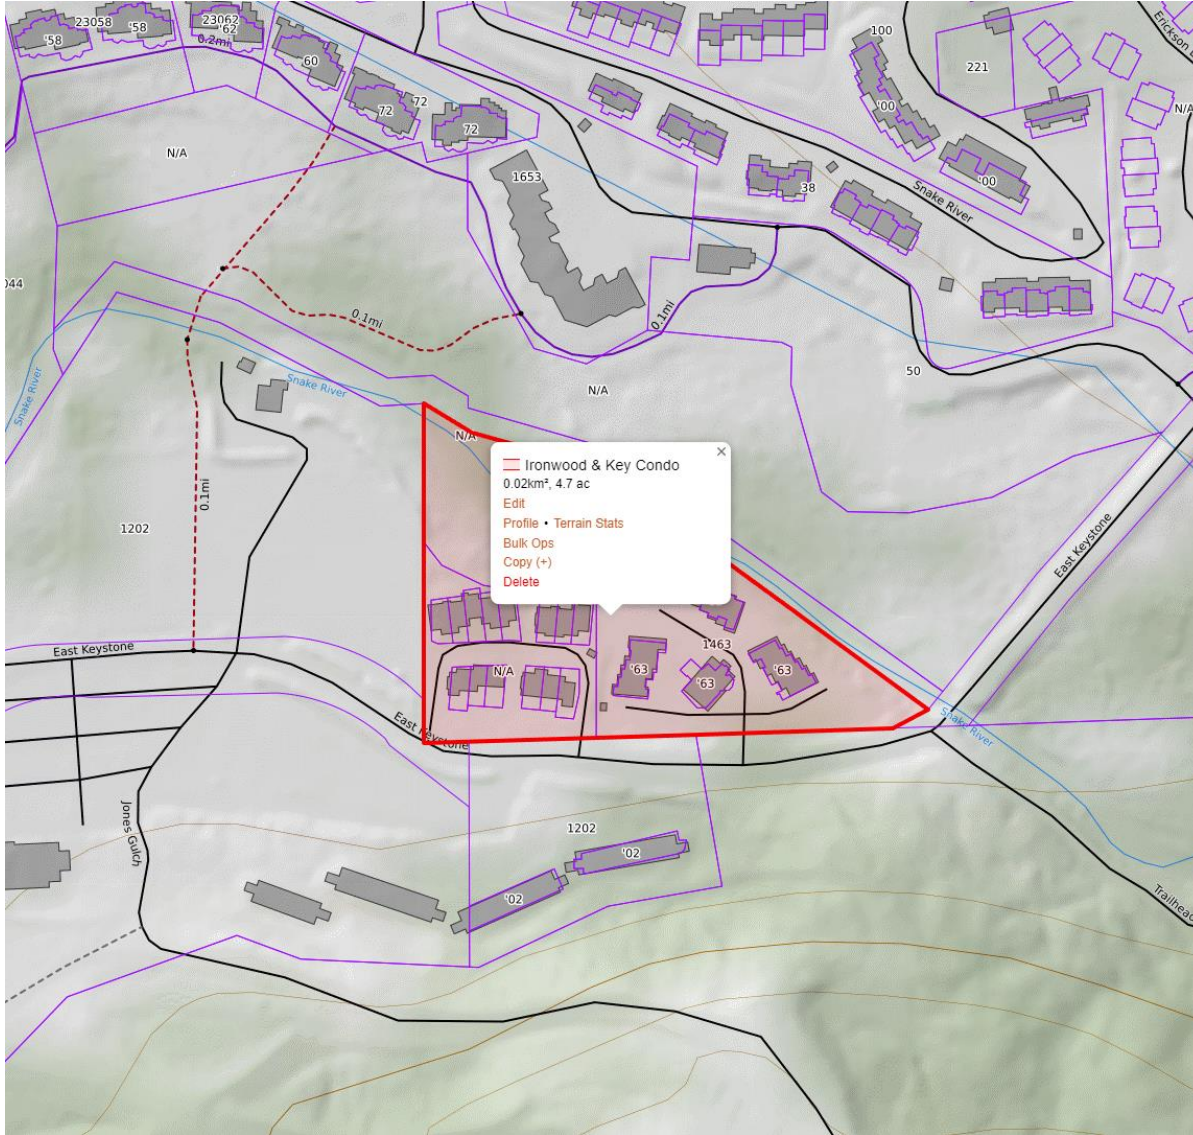 23058
23062
'58
'58
'62
0.2mi
'60
72
72
72
100
221
Erickson
N/A
N/A
'00
'00
1653
38
Snake River
044
0.1mi
0.1mi
Snake River
Snake River
N/A
50
N/A
Ironwood & Key Condo
0.02km², 4.7 ac
Edit
Profile • Terrain Stats
Bulk Ops
Copy (+)
Delete
×
0.1mi
1202
East Keystone
East Keystone
1463
N/A
'63
'63
'63
East Keystone
Snake River
Jones Gulch
1202
'02
'02
Trailhead